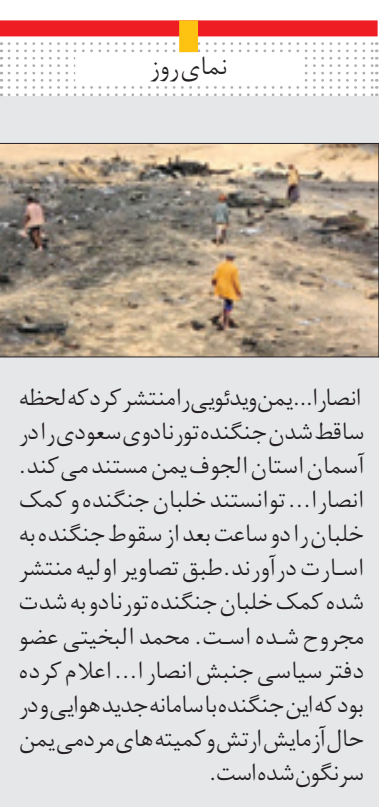 نمای روز
انصارا... یمن ویدئویی را منتشر کرد که لحظه
ساقط شدن جنگنده تورنادوی سعودی را در
آسمان استان الجوف یمن مستند می کند.
انصارا... توانستند خلبان جنگنده و کمک
خلبان را دو ساعت بعد از سقوط جنگنده به
اسارت درآورند. طبق تصاویر اولیه منتشر
شده کمک خلبان جنگنده تورنادو به شدت
مجروح شده است. محمد البخیتی عضو
دفتر سیاسی جنبش انصار ا... اعلام کرده
بود که این جنگنده با سامانه جدید هوایی و در
حال آزمایش ارتش و کمیته های مردمی یمن
سرنگون شده است.